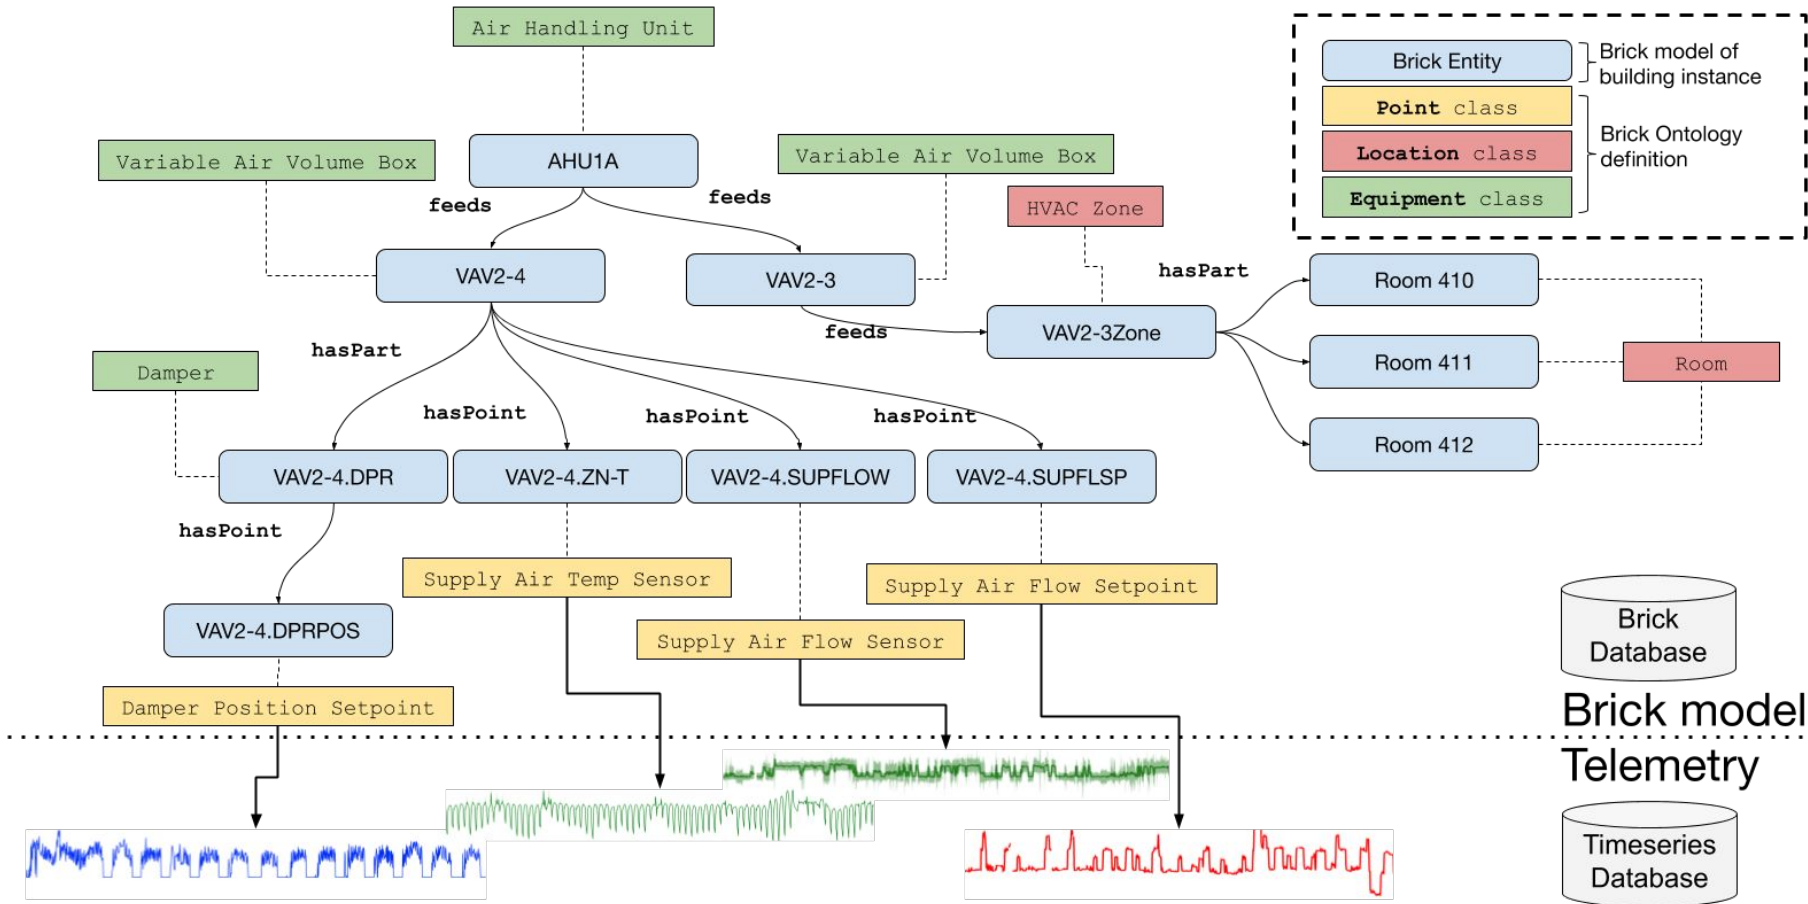 Air Handling Unit
Brick Entity
Brick model of
building instance
Point class
Location class
Equipment class
Brick Ontology
definition
Variable Air Volume Box
AHU1A
Variable Air Volume Box
feeds
feeds
HVAC Zone
VAV2-4
VAV2-3
hasPart
Room 410
feeds
VAV2-3Zone
hasPart
Room 411
Room
Damper
hasPoint
hasPoint
hasPoint
Room 412
VAV2-4.DPR
VAV2-4.ZN-T
VAV2-4.SUPFLOW
VAV2-4.SUPFLSP
hasPoint
Supply Air Temp Sensor
Supply Air Flow Setpoint
VAV2-4.DPRPOS
Supply Air Flow Sensor
Brick
Database
Damper Position Setpoint
Brick model
Telemetry
Timeseries
Database